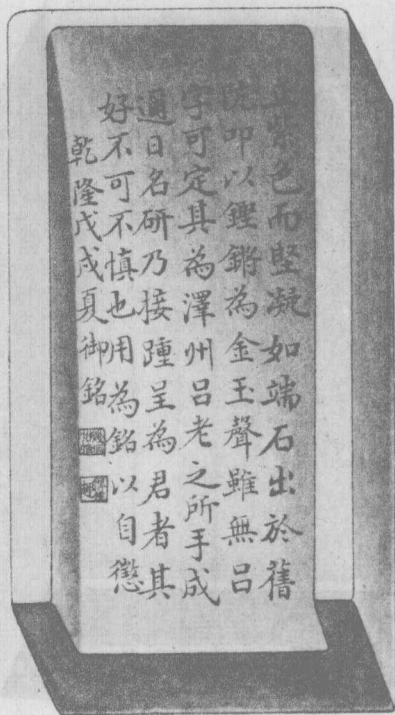 紫色而堅凝如端石出於舊
阬叩以鏗鏘為金玉聲雖無呂
字可定其為澤州呂老之所手成
邇日名研乃接踵呈為君者其
好不可不慎也用為銘以自懲
乾隆戊戌夏御銘